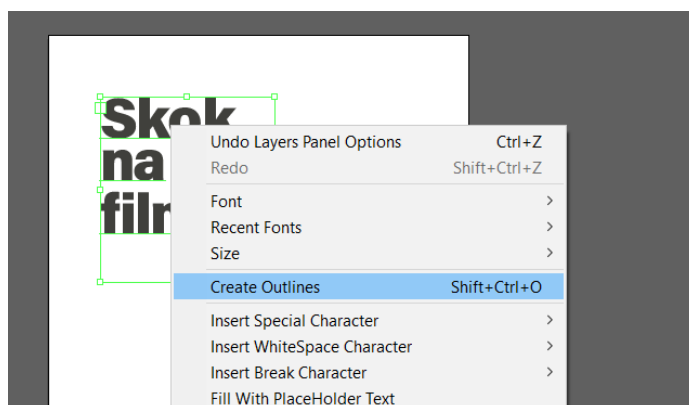 Skok
na
Undo Layers Panel Options Ctrl+Z
Redo Shift+Ctrl+Z
Font
Recent Fonts
Size
Create Outlines Shift+Ctrl+O
Insert Special Character
Insert WhiteSpace Character
Insert Break Character
Fill With PlaceHolder Text